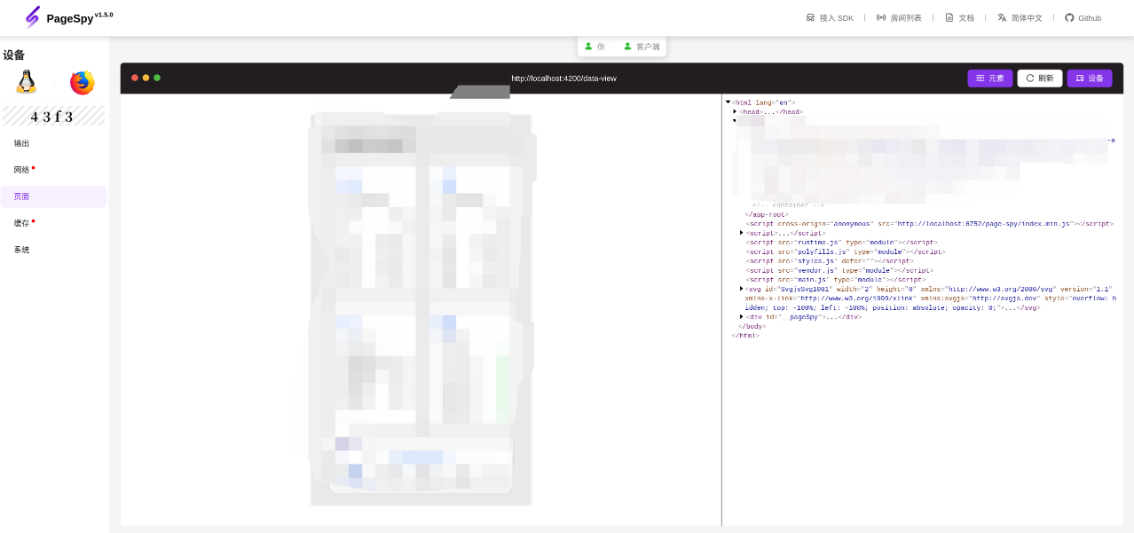 PageSpy v1.5.0
接入 SDK
房间列表
文档
简体中文
Github
设备
你
客户端
43f3
输出
网络
页面
缓存
系统
http://localhost:4200/data-view
元素
刷新
设备
<html lang="en">
<head>...</head>
<!-- container -->
</app-root>
<script cross-origin="anonymous" src="http://localhost:6752/page-spy/index.min.js"></script>
<script>...</script>
<script src="runtime.js" type="module"></script>
<script src="polyfills.js" type="module"></script>
<script src="styles.js" defer=""></script>
<script src="vendor.js" type="module"></script>
<script src="main.js" type="module"></script>
<svg id="SvgjsSvg1001" width="2" height="0" xmlns="http://www.w3.org/2000/svg" version="1.1"
xmlns-x-link="http://www.w3.org/1999/xlink" xmlns:svgjs="http://svgjs.dev" style="overflow: h
idden; top: -100%; left: -100%; position: absolute; opacity: 0;">...</svg>
<div id="__pageSpy">...</div>
</body>
</html>